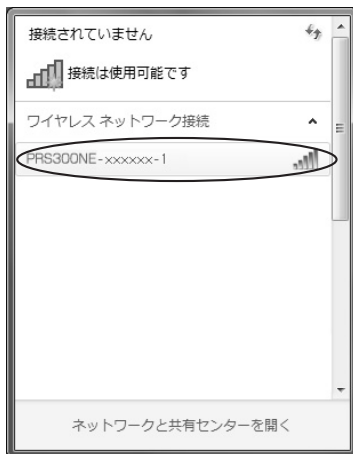 接続されていません
接続は使用可能です
ワイヤレス ネットワーク接続
PRS300NE-xxxxxx-1
ネットワークと共有センターを開く